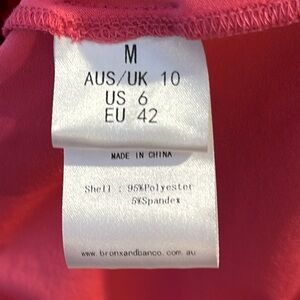 M
AUS/UK 10
US 6
EU 42
MADE IN CHINA
Shell : 95%Polyester
5%Spandex
www.bronxandbanco.com.au